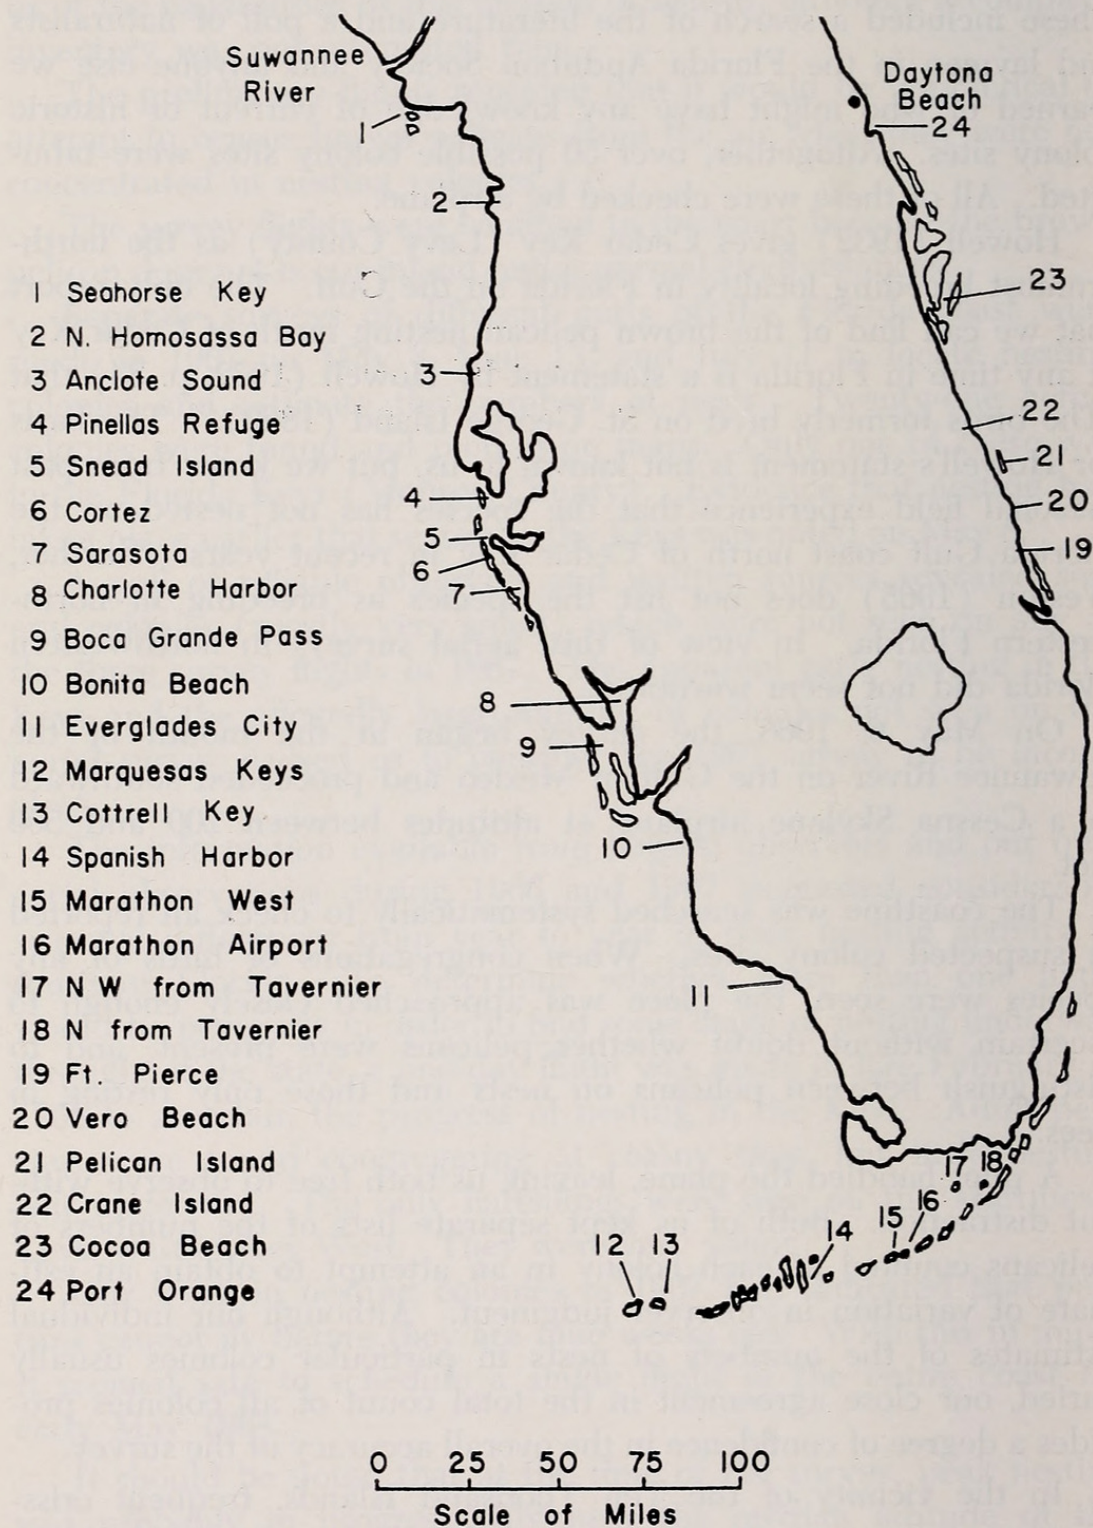 Suwannee
River
Daytona
Beach
1
24
2
23
1 Seahorse Key
2 N. Homosassa Bay
3 Anclote Sound
4 Pinellas Refuge
5 Snead Island
6 Cortez
7 Sarasota
8 Charlotte Harbor
9 Boca Grande Pass
10 Bonita Beach
11 Everglades City
12 Marquesas Keys
13 Cottrell Key
14 Spanish Harbor
15 Marathon West
16 Marathon Airport
17 N W from Tavernier
18 N from Tavernier
19 Ft. Pierce
20 Vero Beach
21 Pelican Island
22 Crane Island
23 Cocoa Beach
24 Port Orange
3
22
21
4
20
5
19
6
7
8
9
10
11
17 18
16
15
14
12 13
0 25 50 75 100
Scale of Miles